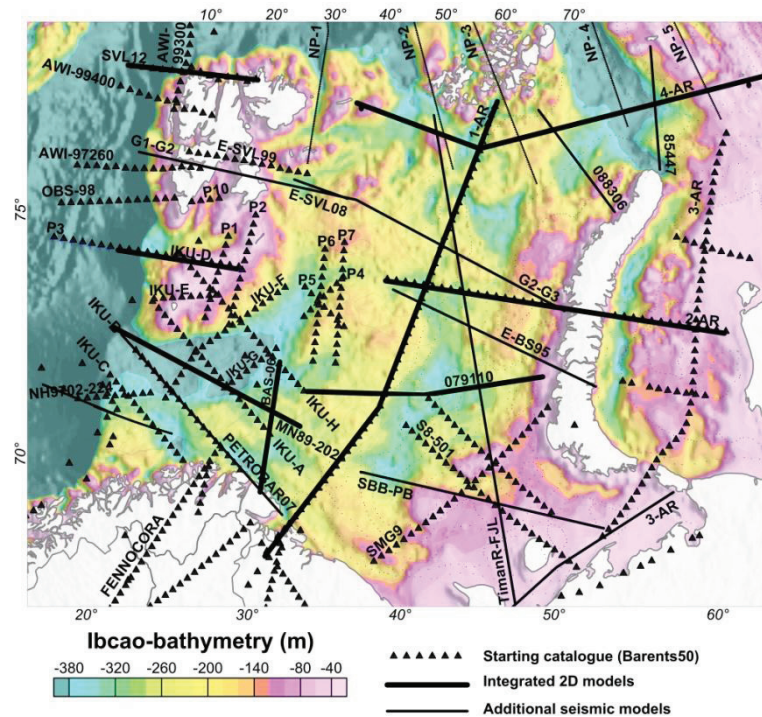 10° 20° 30° 40° 50° 60° 70°
AWI-99300
NP-1
NP-2
NP-3
NP-4
NP-5
SVL12
AWI-99400
4-AR
1-AR
G1-G2
E-SVL99
85447
AWI-97260
088306
3-AR
P10
OBS-98
E-SVL08
P2
75°
P3
P1
P6
P7
IKU-D
IKU-F
P5
P4
G2-G3
IKU-E
2-AR
IKU-B
E-BS95
IKU-C
IKU-G
BAS-06
079110
NH9702-224
IKU-H
MN89-202
S8-501
IKU-A
70°
PETROBAR07
SBB-PB
3-AR
SMG9
TimanR-FJL
FENNOCORA
20° 30° 40° 50° 60°
Ibcao-bathymetry (m)
-380 -320 -260 -200 -140 -80 -40
Starting catalogue (Barents50)
Integrated 2D models
Additional seismic models